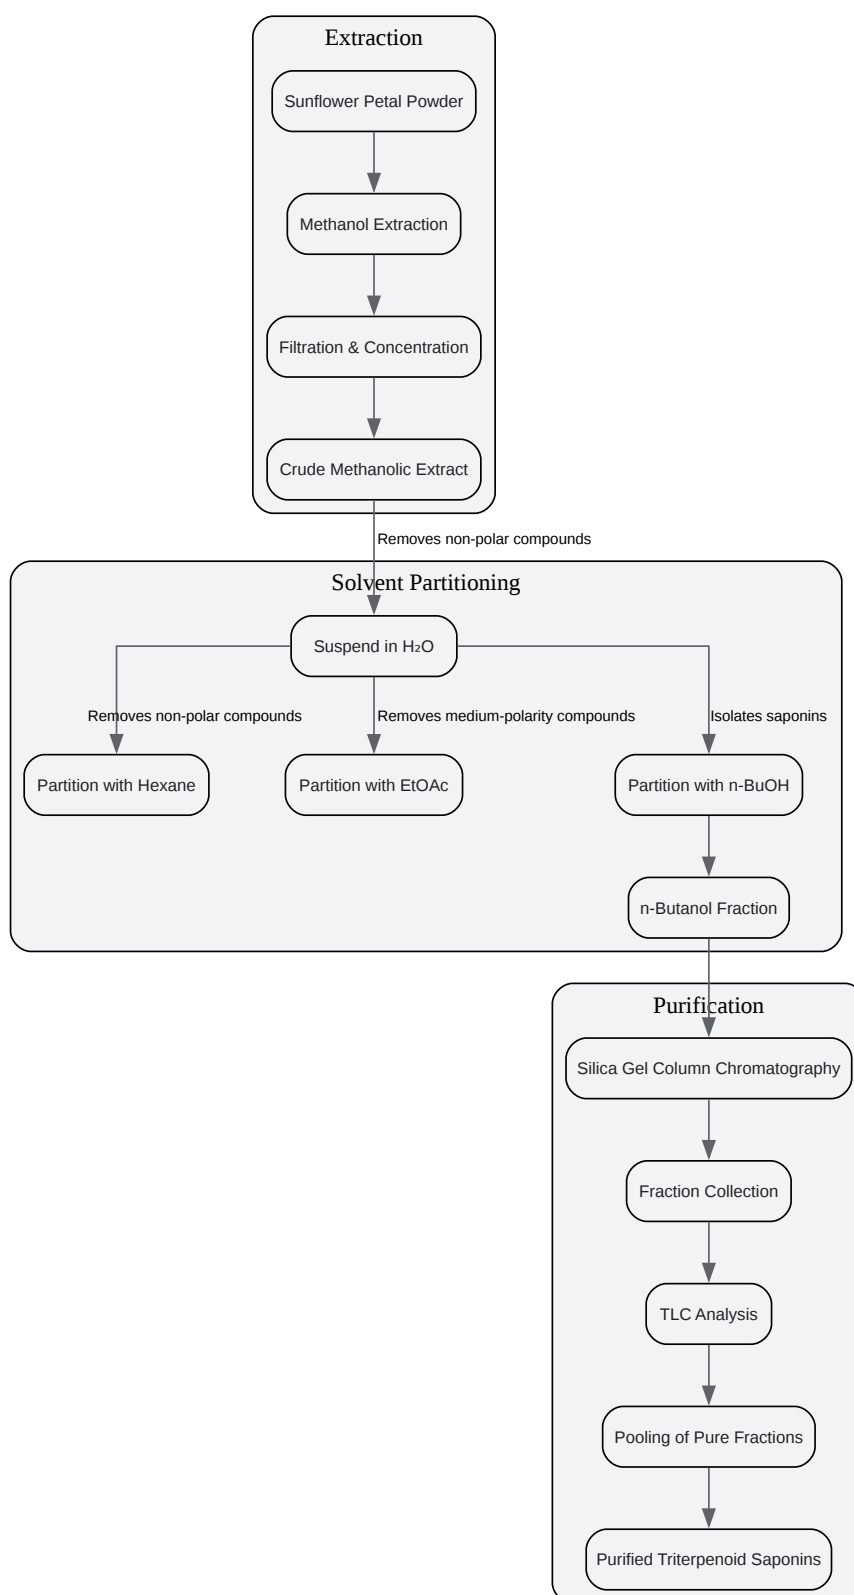 Extraction
Sunflower Petal Powder
Methanol Extraction
Filtration & Concentration
Crude Methanolic Extract
Removes non-polar compounds
Solvent Partitioning
Suspend in H₂O
Removes non-polar compounds
Removes medium-polarity compounds
Isolates saponins
Partition with Hexane
Partition with EtOAc
Partition with n-BuOH
n-Butanol Fraction
Purification
Silica Gel Column Chromatography
Fraction Collection
TLC Analysis
Pooling of Pure Fractions
Purified Triterpenoid Saponins